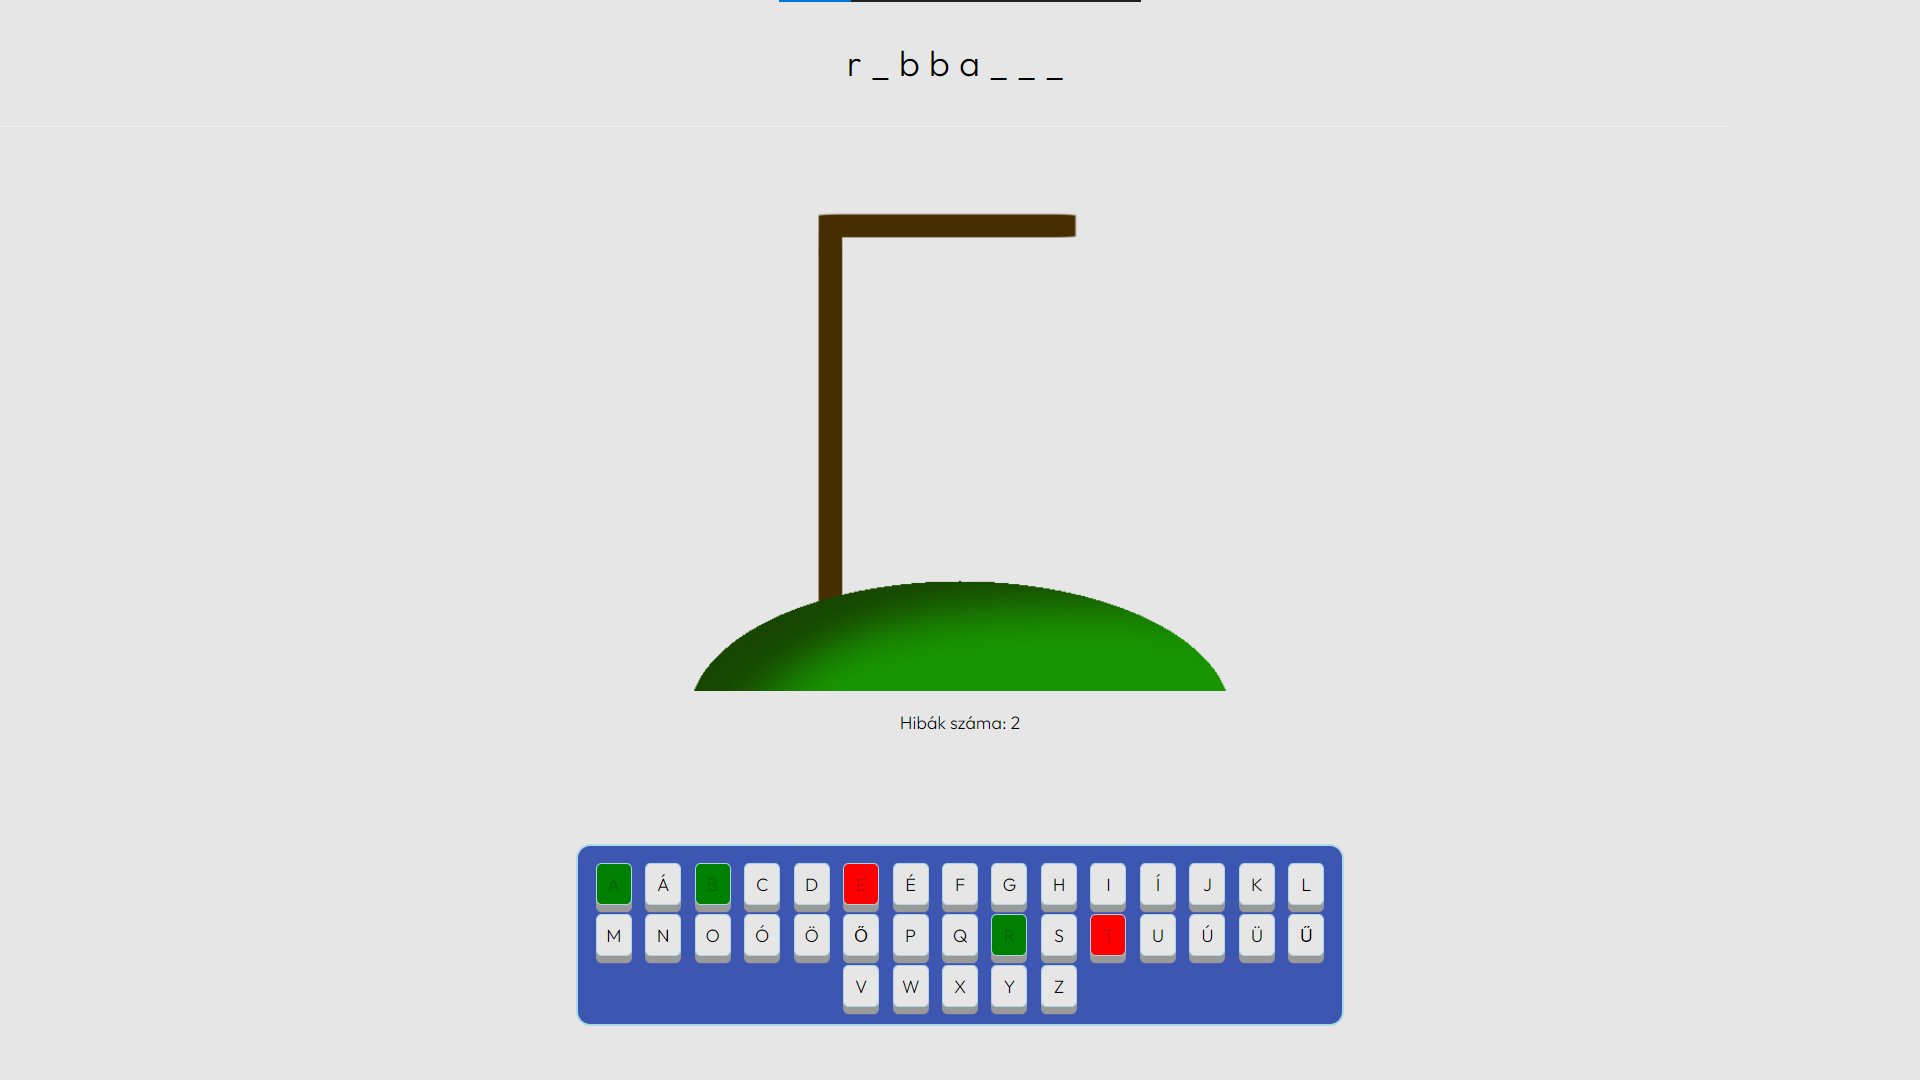 r _ b b a _ _ _
Hibák száma: 2
A Á B C D E É F G H I Í J K L
M N O Ó Ö Ő P Q R S T U Ú Ü Ű
V W X Y Z